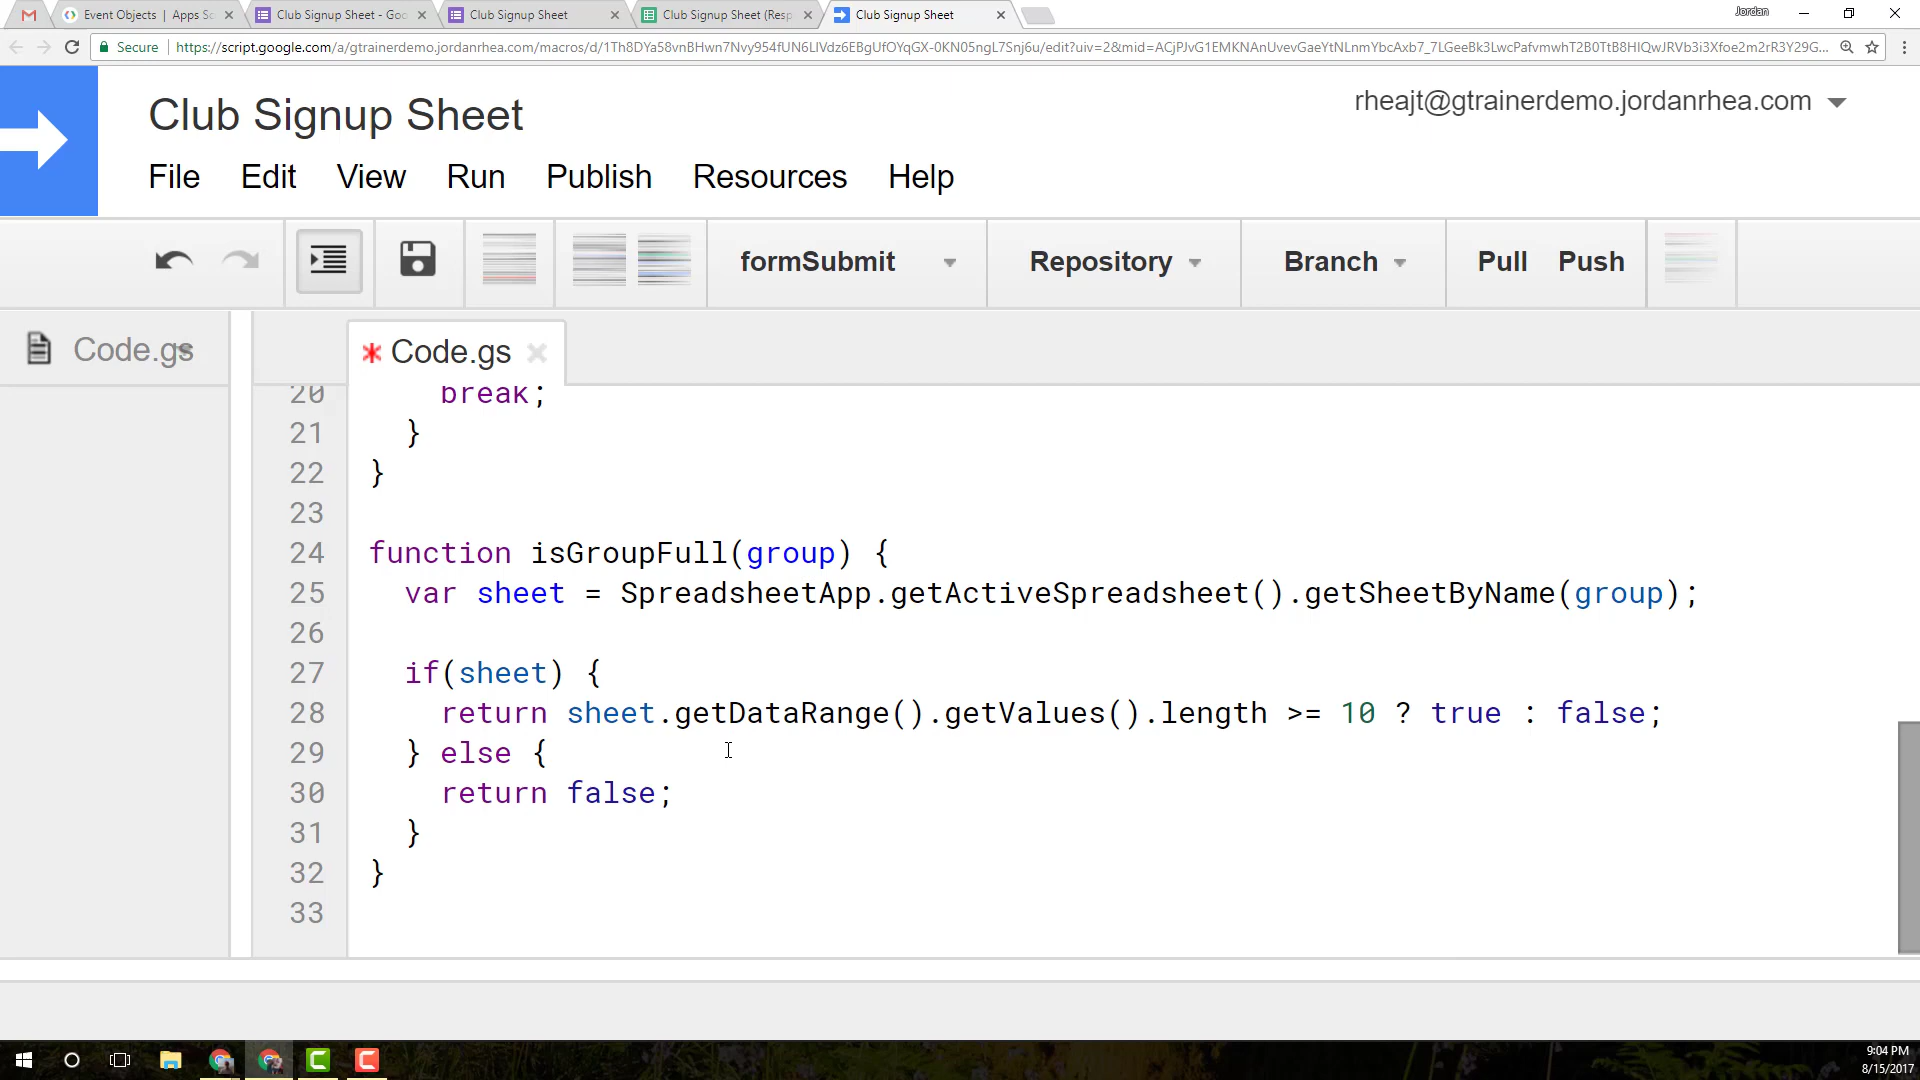 Event Objects | Apps Sc
Club Signup Sheet - Goo
Club Signup Sheet
Club Signup Sheet (Resp
Club Signup Sheet
Jordan
Secure
Club Signup Sheet
rheajt@gtrainerdemo.jordanrhea.com
File Edit View Run Publish Resources Help
formSubmit Repository Branch Pull Push
Code.gs
* Code.gs
20 break;
21 }
22 }
23
24 function isGroupFull(group) {
25 var sheet = SpreadsheetApp.getActiveSpreadsheet().getSheetByName(group);
26
27 if(sheet) {
28 return sheet.getDataRange().getValues().length >= 10 ? true : false;
29 } else {
30 return false;
31 }
32 }
33
9:04 PM
8/15/2017